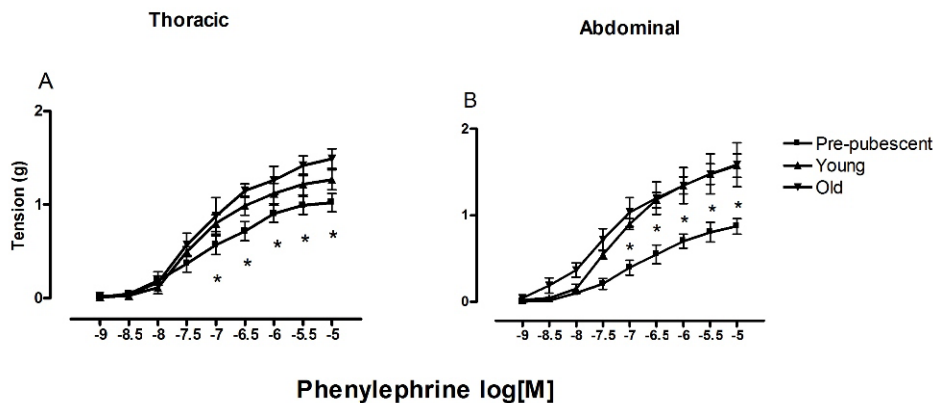 Thoracic
Abdominal
A
B
Tension (g)
2
1
0
-9 -8.5 -8 -7.5 -7 -6.5 -6 -5.5 -5
* * * * *
2
1
0
-9 -8.5 -8 -7.5 -7 -6.5 -6 -5.5 -5
* * * * *
Pre-pubescent
Young
Old
Phenylephrine log[M]